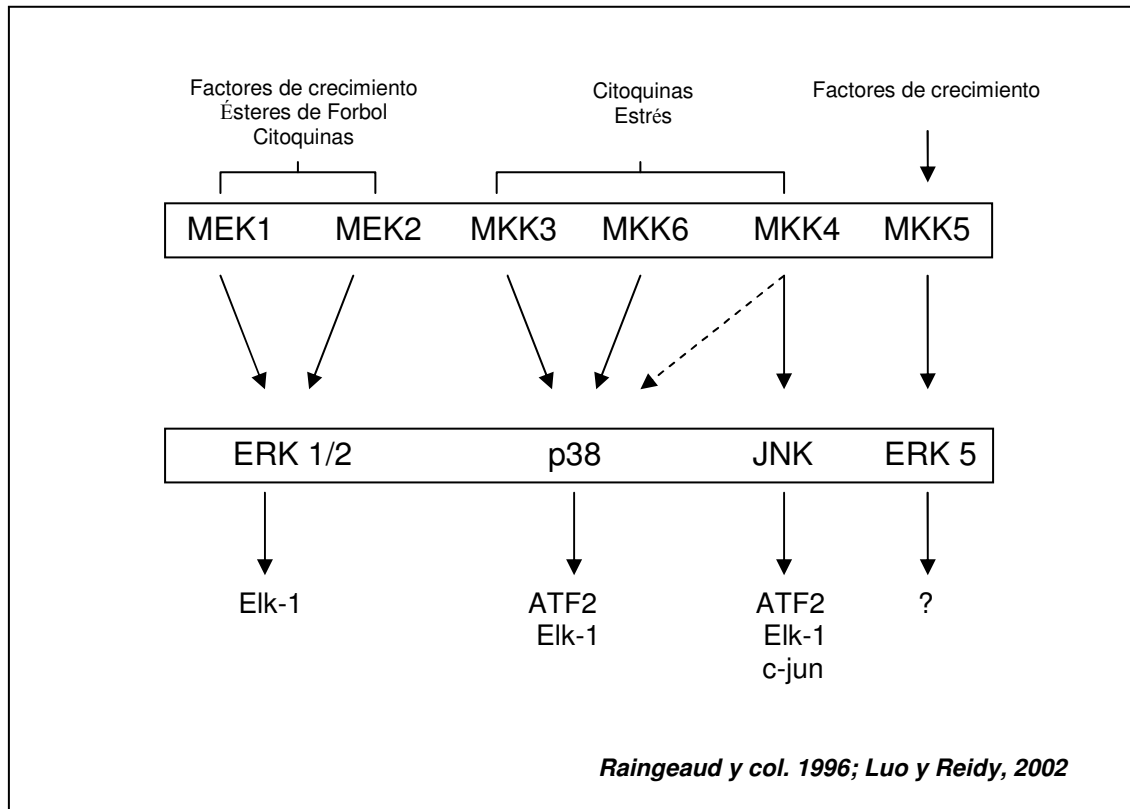 Factores de crecimiento
Ésteres de Forbol
Citoquinas
Citoquinas
Estrés
Factores de crecimiento
MEK1 MEK2 MKK3 MKK6 MKK4 MKK5
ERK 1/2 p38 JNK ERK 5
Elk-1
ATF2
Elk-1
ATF2
Elk-1
c-jun
?
Raingeaud y col. 1996; Luo y Reidy, 2002